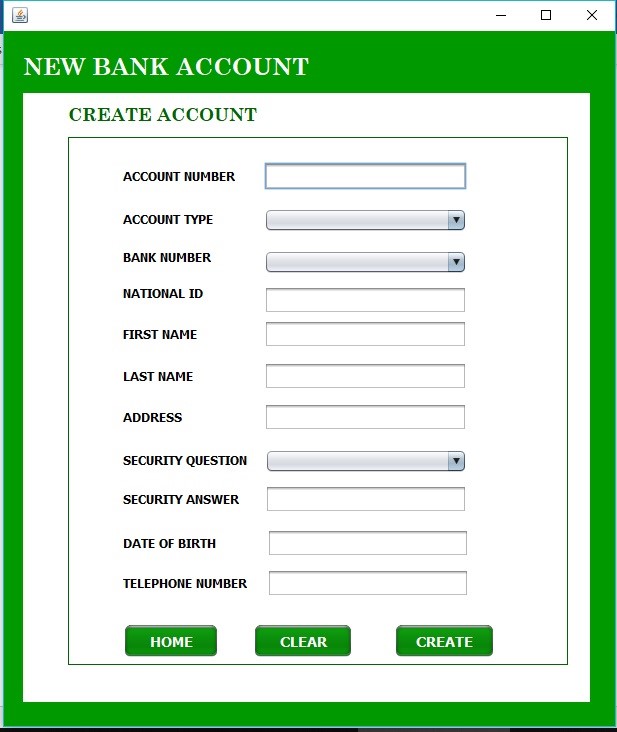 NEW BANK ACCOUNT
CREATE ACCOUNT
ACCOUNT NUMBER
ACCOUNT TYPE
BANK NUMBER
NATIONAL ID
FIRST NAME
LAST NAME
ADDRESS
SECURITY QUESTION
SECURITY ANSWER
DATE OF BIRTH
TELEPHONE NUMBER
HOME CLEAR CREATE